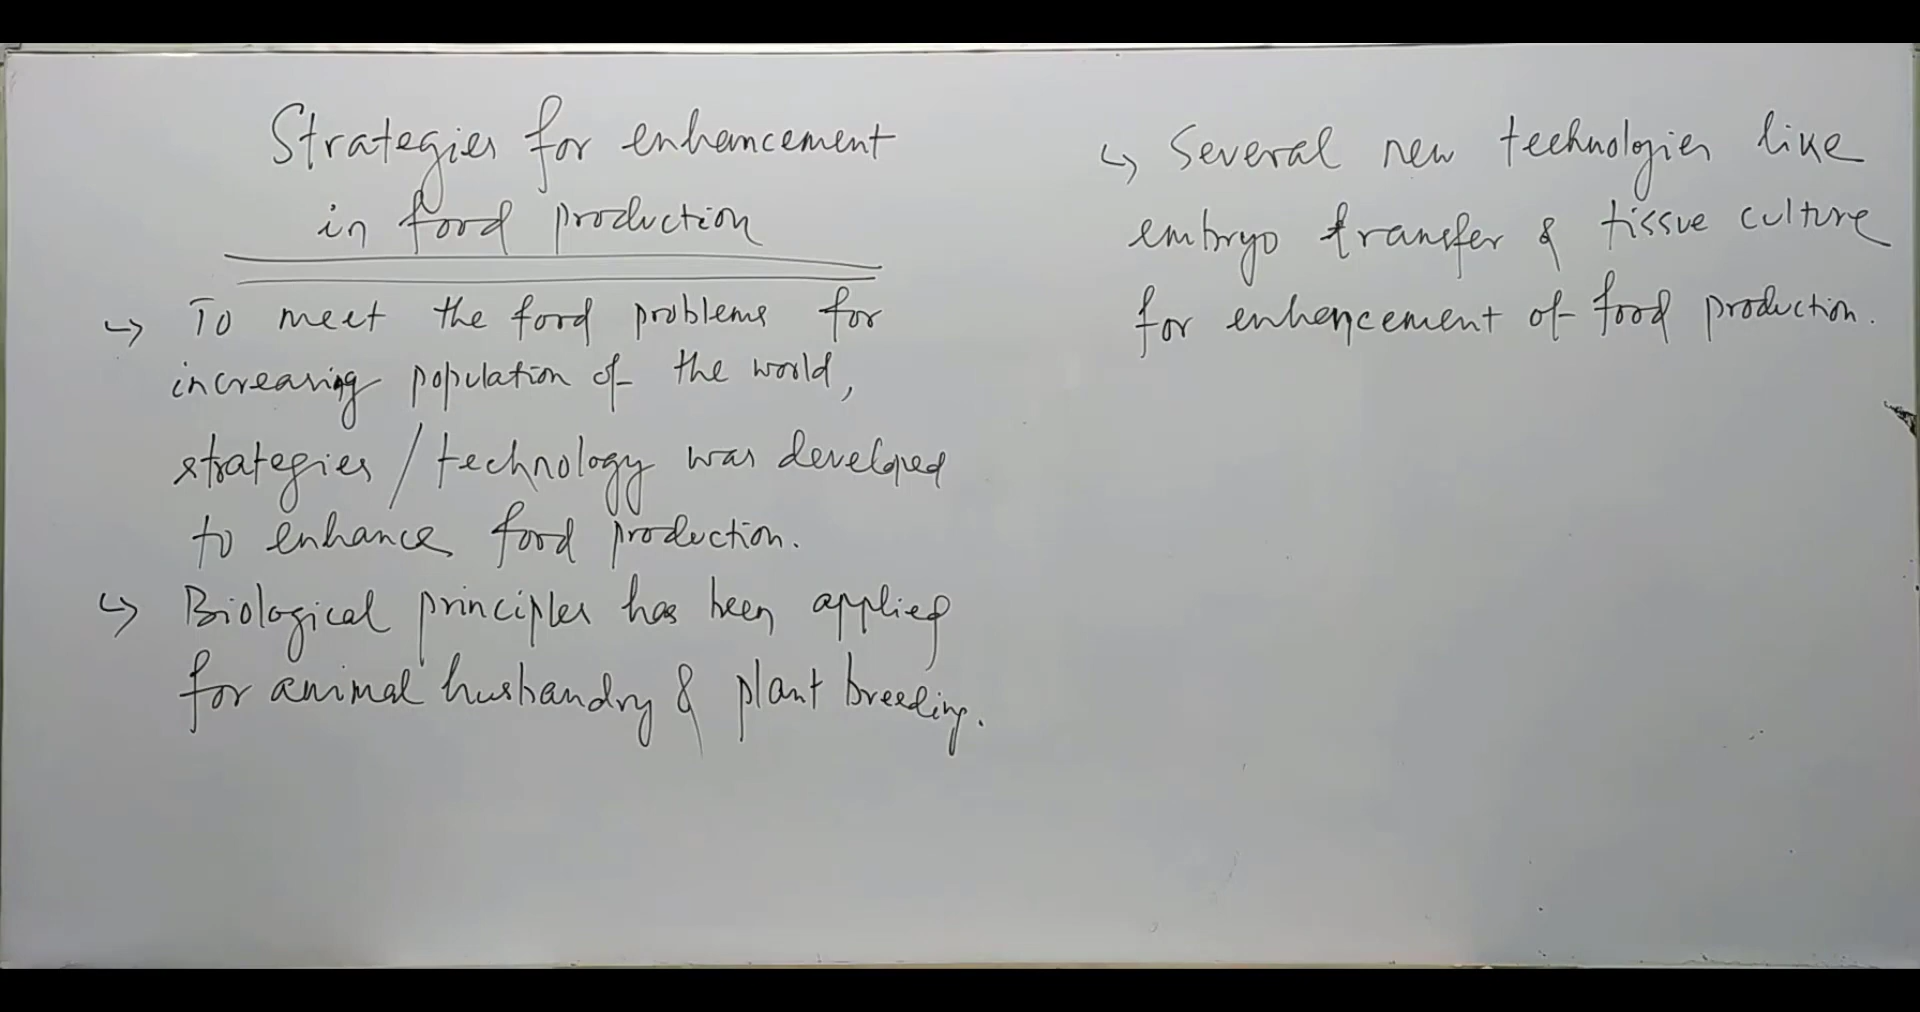 Strategies for enhancement
in food production
↪ To meet the food problems for
increasing population of the world,
strategies / technology was developed
to enhance food production.
↪ Biological principles has been applied
for animal husbandry & plant breeding.
↪ Several new technologies like
embryo transfer & tissue culture
for enhancement of food production.